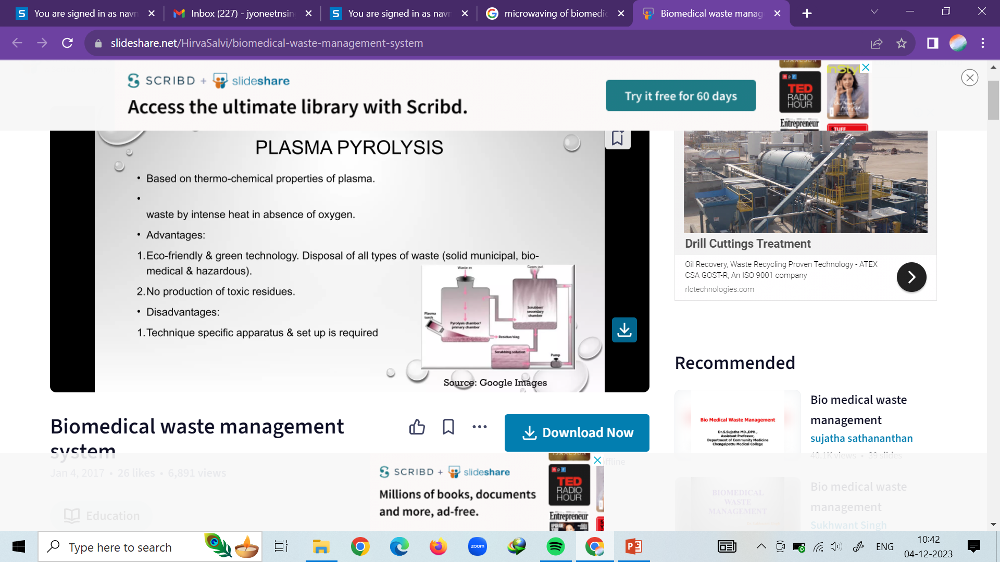 You are signed in as navn
Inbox (227) - jyoneetnsin
You are signed in as navn
microwaving of biomedic
Biomedical waste manag
slideshare.net/HirvaSalvi/biomedical-waste-management-system
SCRIBD + slideshare
Access the ultimate library with Scribd.
Try it free for 60 days
TED
RADIO
HOUR
InStyl
Entrepreneur
PLASMA PYROLYSIS
• Based on thermo-chemical properties of plasma.
•
waste by intense heat in absence of oxygen.
• Advantages:
1. Eco-friendly & green technology. Disposal of all types of waste (solid municipal, bio-
medical & hazardous).
2. No production of toxic residues.
• Disadvantages:
1. Technique specific apparatus & set up is required
Waste in
Gases out
Plasma
torch
Pyrolysis chamber/
primary chamber
Scrubber/
secondary
chamber
Residue/slag
Scrubbing solution
Pump
Source: Google Images
Drill Cuttings Treatment
Oil Recovery, Waste Recycling Proven Technology - ATEX
CSA GOST-R, An ISO 9001 company
rlctechnologies.com
Recommended
Bio Medical Waste Management
Dr.S.Sujatha MD.,DPH.,
Assistant Professor,
Department of Community Medicine
Chengalpattu Medical College
Bio medical waste
management
sujatha sathananthan
40.1K views • 39 slides
BIOMEDICAL
WASTE
MANAGEMENT
Bio medical waste
management
Sukhwant Singh
Biomedical waste management
system
Download Now
ffline
Jan 4, 2017 • 26 likes • 6,891 views
Education
SCRIBD + slideshare
Millions of books, documents
and more, ad-free.
TED
RADIO
HOUR
Entrepreneur
Type here to search
zoom
ENG
10:42
04-12-2023